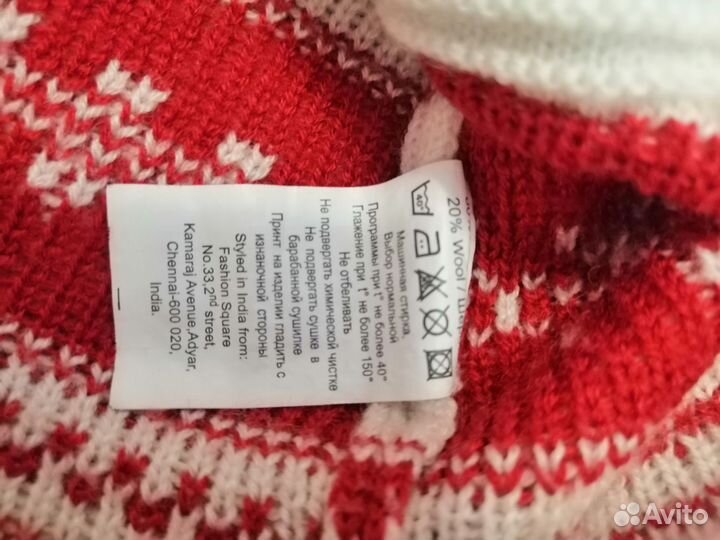 20% Wool /
40°
Машинная стирка,
Выбор нормальной
Программы при t° не более 40°
Глажение при t° не более 150°
Не отбеливать
Не подвергать химической чистке
Не подвергать сушке в
барабанной сушилке
Принт на изделии гладить с
изнаночной стороны
Styled in India from:
Fashion Square
No.33,2nd street,
Kamaraj Avenue,Adyar,
Chennai-600 020,
India.
Avito